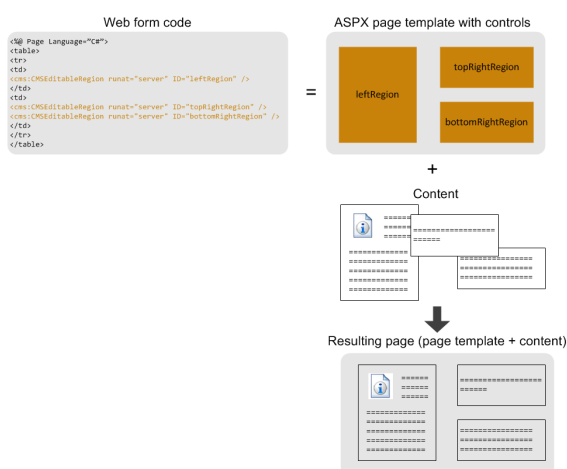 Web form code
<%@ Page Language="C#">
<table>
<tr>
<td>
<cms:CMSEditableRegion runat="server" ID="leftRegion" />
</td>
<td>
<cms:CMSEditableRegion runat="server" ID="topRightRegion" />
<cms:CMSEditableRegion runat="server" ID="bottomRightRegion" />
</td>
</tr>
</table>
=
ASPX page template with controls
leftRegion
topRightRegion
bottomRightRegion
+
Content
Resulting page (page template + content)